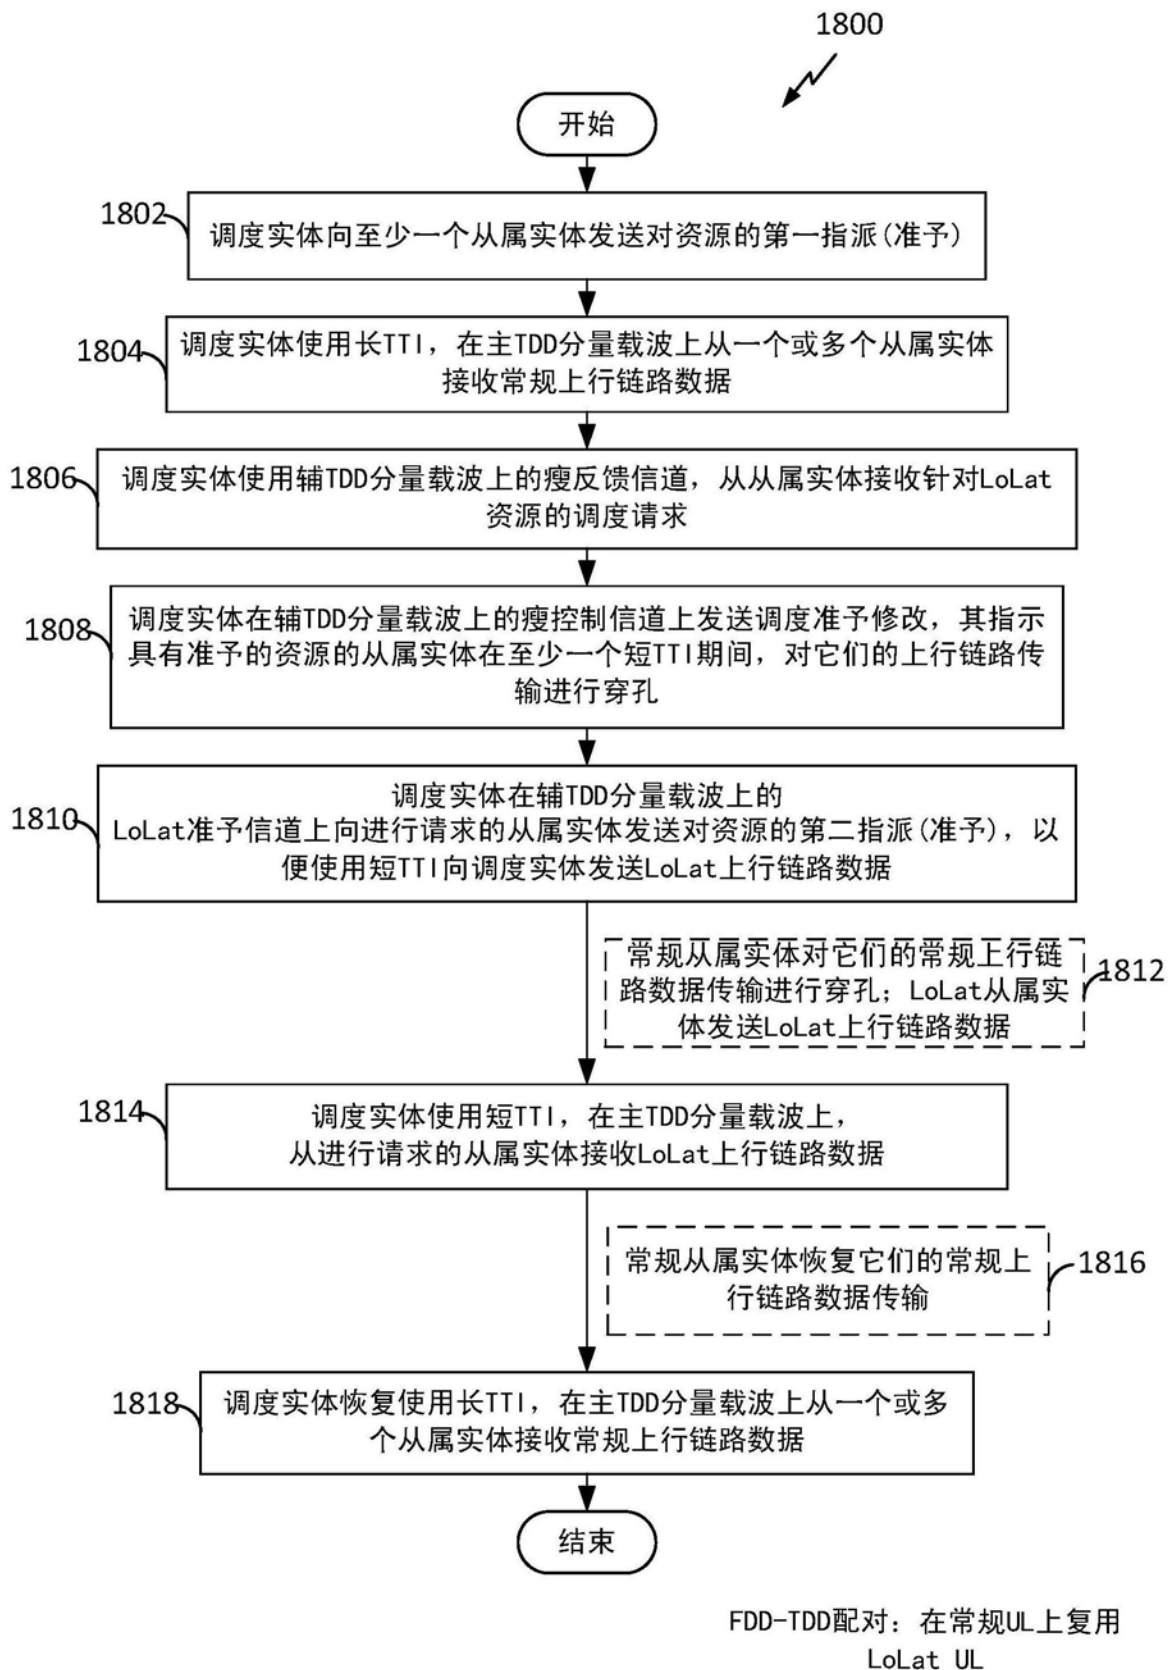 1800
开始
1802
调度实体向至少一个从属实体发送对资源的第一指派(准予)
1804
调度实体使用长TTI，在主TDD分量载波上从一个或多个从属实体
接收常规上行链路数据
1806
调度实体使用辅TDD分量载波上的瘦反馈信道，从从属实体接收针对LoLat
资源的调度请求
1808
调度实体在辅TDD分量载波上的瘦控制信道上发送调度准予修改，其指示
具有准予的资源的从属实体在至少一个短TTI期间，对它们的上行链路传
输进行穿孔
1810
调度实体在辅TDD分量载波上的
LoLat准予信道上向进行请求的从属实体发送对资源的第二指派(准予)，以
便使用短TTI向调度实体发送LoLat上行链路数据
常规从属实体对它们的常规上行链
路数据传输进行穿孔；LoLat从属实
体发送LoLat上行链路数据
1812
1814
调度实体使用短TTI，在主TDD分量载波上，
从进行请求的从属实体接收LoLat上行链路数据
常规从属实体恢复它们的常规上
行链路数据传输
1816
1818
调度实体恢复使用长TTI，在主TDD分量载波上从一个或多
个从属实体接收常规上行链路数据
结束
FDD-TDD配对：在常规UL上复用
LoLat UL